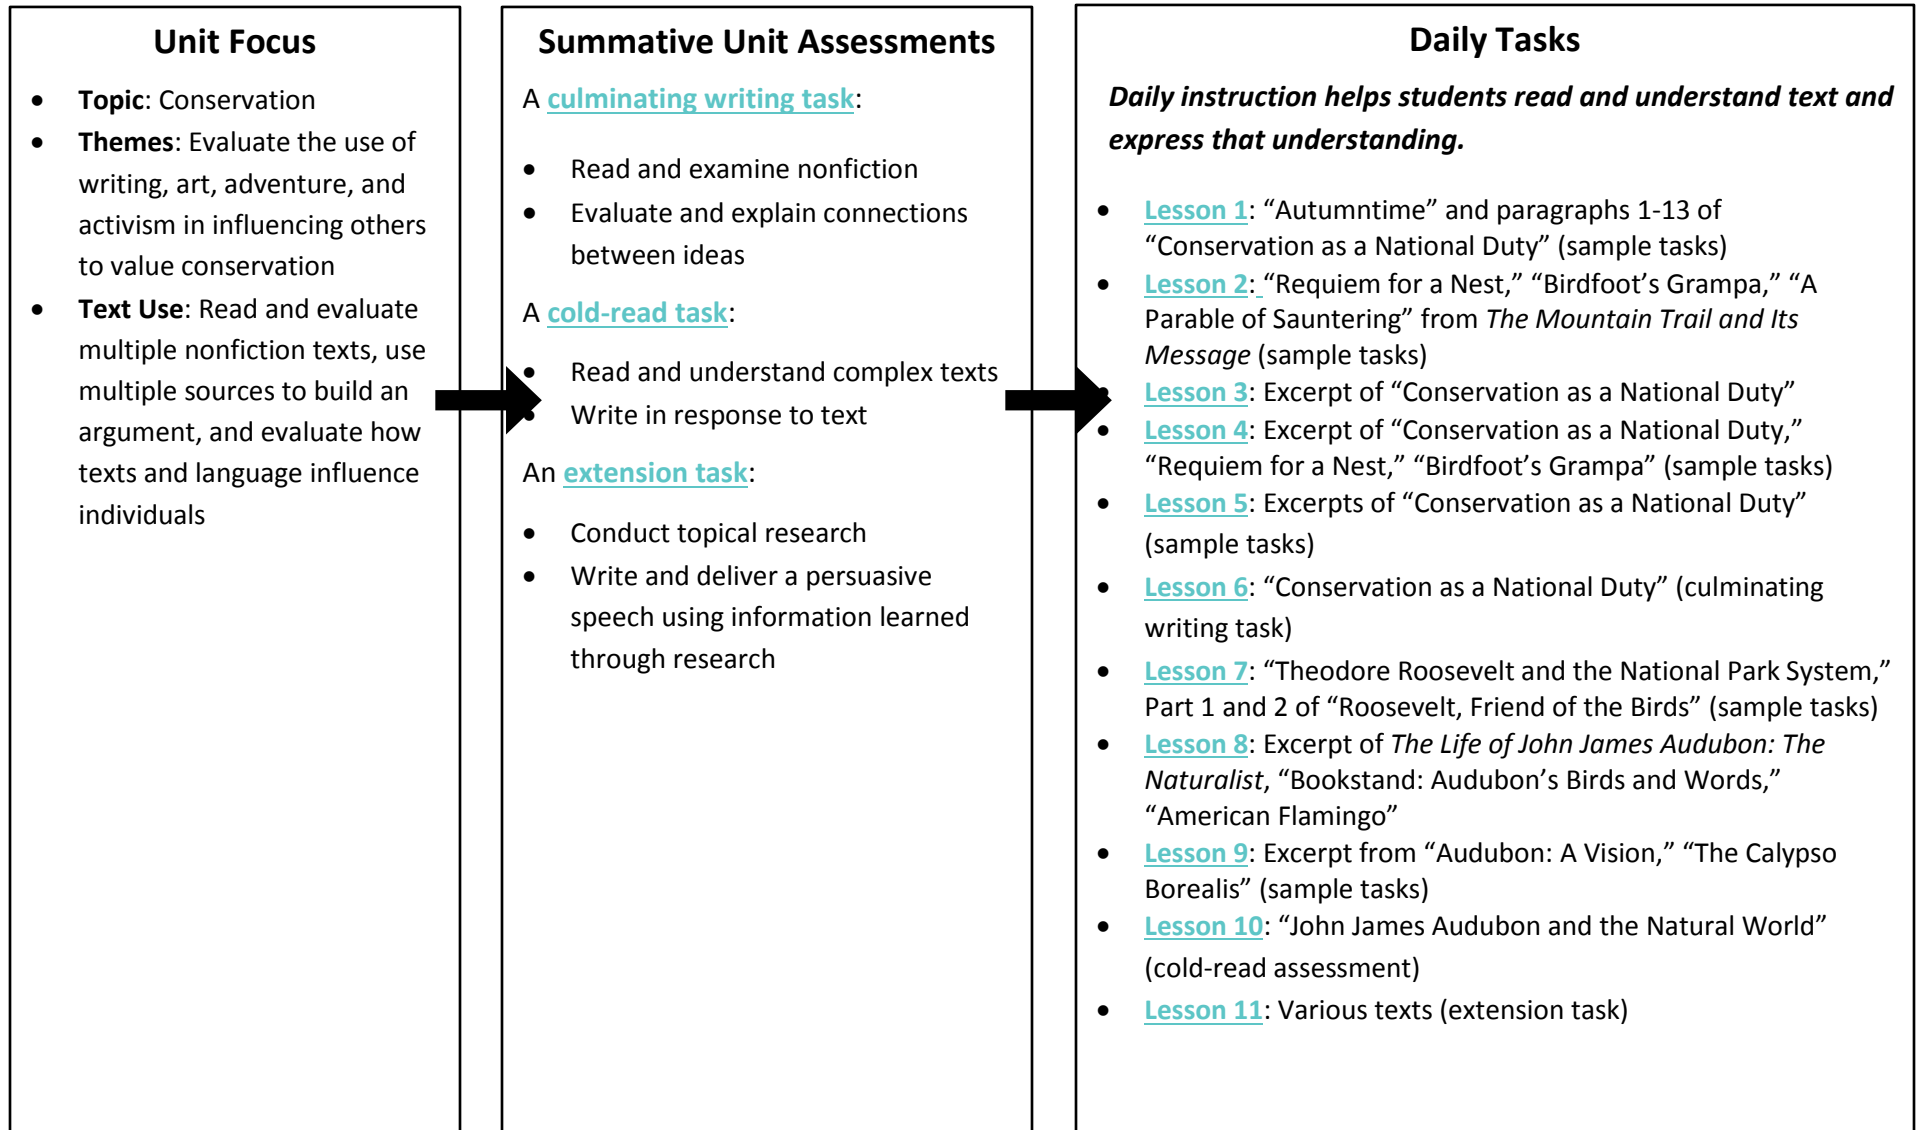 Unit Focus
• Topic: Conservation
• Themes: Evaluate the use of
writing, art, adventure, and
activism in influencing others
to value conservation
• Text Use: Read and evaluate
multiple nonfiction texts, use
multiple sources to build an
argument, and evaluate how
texts and language influence
individuals
Summative Unit Assessments
A culminating writing task:
• Read and examine nonfiction
• Evaluate and explain connections
between ideas
A cold-read task:
• Read and understand complex texts
• Write in response to text
An extension task:
• Conduct topical research
• Write and deliver a persuasive
speech using information learned
through research
Daily Tasks
Daily instruction helps students read and understand text and
express that understanding.
• Lesson 1: “Autumntime” and paragraphs 1-13 of
“Conservation as a National Duty” (sample tasks)
• Lesson 2: “Requiem for a Nest,” “Birdfoot’s Grampa,” “A
Parable of Sauntering” from The Mountain Trail and Its
Message (sample tasks)
• Lesson 3: Excerpt of “Conservation as a National Duty”
• Lesson 4: Excerpt of “Conservation as a National Duty,”
“Requiem for a Nest,” “Birdfoot’s Grampa” (sample tasks)
• Lesson 5: Excerpts of “Conservation as a National Duty”
(sample tasks)
• Lesson 6: “Conservation as a National Duty” (culminating
writing task)
• Lesson 7: “Theodore Roosevelt and the National Park System,”
Part 1 and 2 of “Roosevelt, Friend of the Birds” (sample tasks)
• Lesson 8: Excerpt of The Life of John James Audubon: The
Naturalist, “Bookstand: Audubon’s Birds and Words,”
“American Flamingo”
• Lesson 9: Excerpt from “Audubon: A Vision,” “The Calypso
Borealis” (sample tasks)
• Lesson 10: “John James Audubon and the Natural World”
(cold-read assessment)
• Lesson 11: Various texts (extension task)